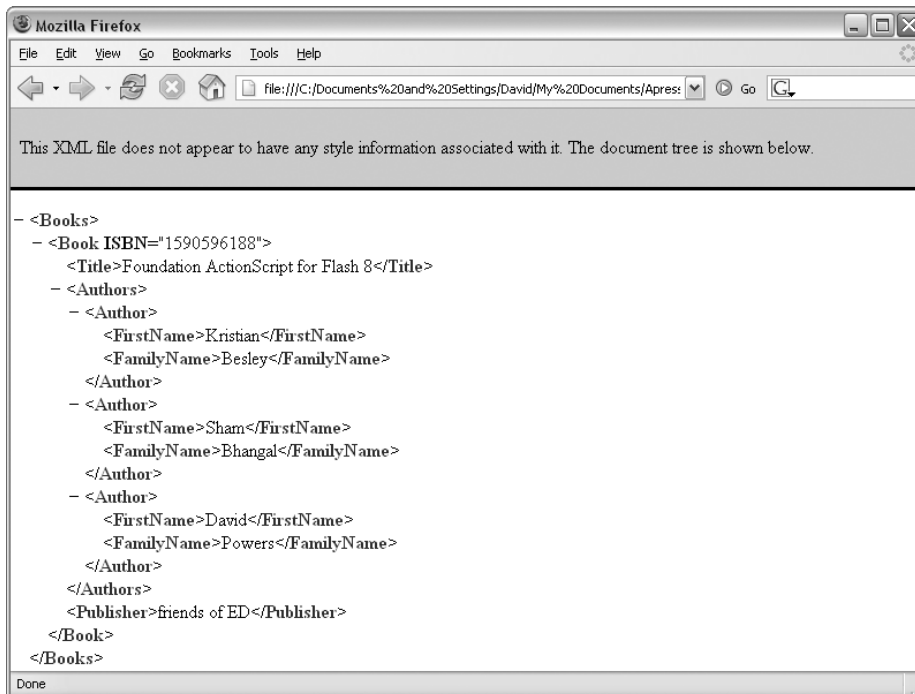 Mozilla Firefox
File Edit View Go Bookmarks Tools Help
file:///C:/Documents%20and%20Settings/David/My%20Documents/Apres: Go G
This XML file does not appear to have any style information associated with it. The document tree is shown below.
− <Books>
− <Book ISBN="1590596188">
<Title>Foundation ActionScript for Flash 8</Title>
− <Authors>
− <Author>
<FirstName>Kristian</FirstName>
<FamilyName>Besley</FamilyName>
</Author>
− <Author>
<FirstName>Sham</FirstName>
<FamilyName>Bhangal</FamilyName>
</Author>
− <Author>
<FirstName>David</FirstName>
<FamilyName>Powers</FamilyName>
</Author>
</Authors>
<Publisher>friends of ED</Publisher>
</Book>
</Books>
Done